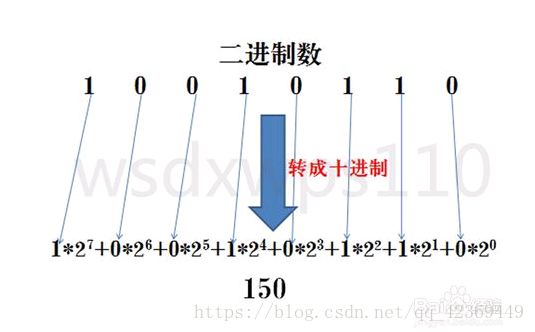 二进制数
1 0 0 1 0 1 1 0
wsdxwps110
转成十进制
1*2⁷+0*2⁶+0*2⁵+1*2⁴+0*2³+1*2²+1*2¹+0*2⁰
150
https://blog.csdn.net/qq_42369449